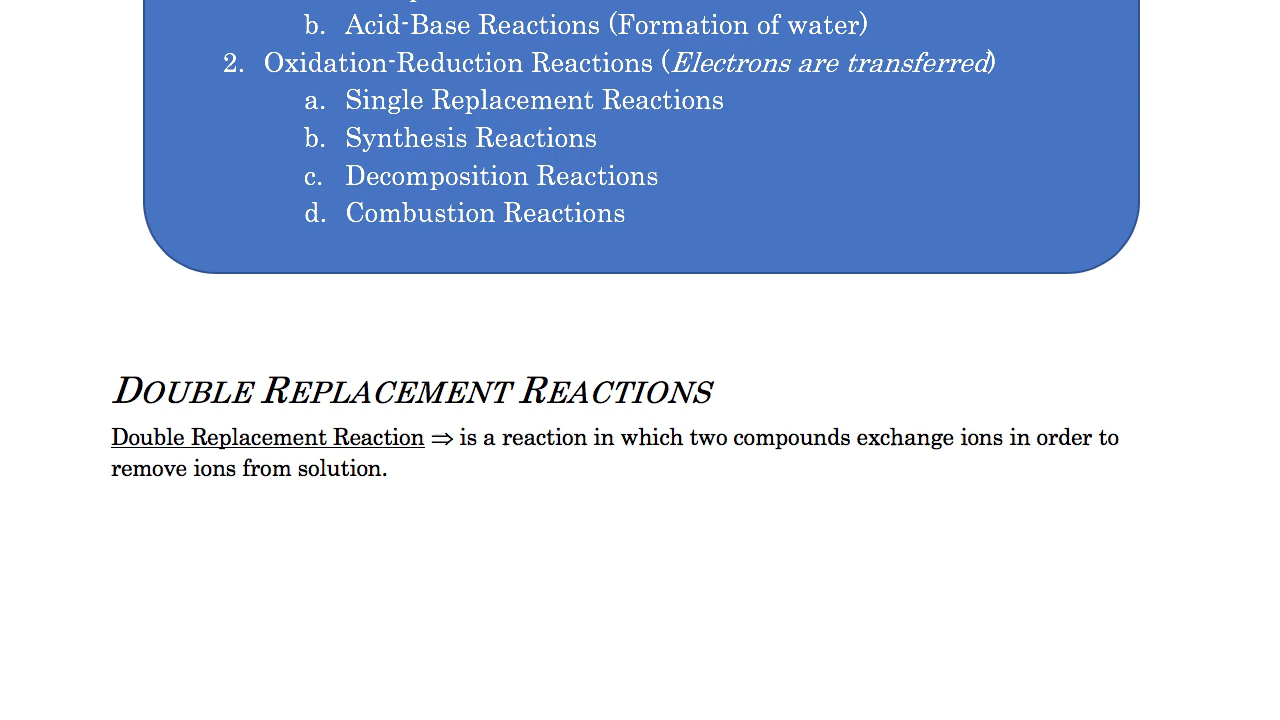 b. Acid-Base Reactions (Formation of water)
2. Oxidation-Reduction Reactions (Electrons are transferred)
a. Single Replacement Reactions
b. Synthesis Reactions
c. Decomposition Reactions
d. Combustion Reactions
DOUBLE REPLACEMENT REACTIONS
Double Replacement Reaction ⇒ is a reaction in which two compounds exchange ions in order to
remove ions from solution.